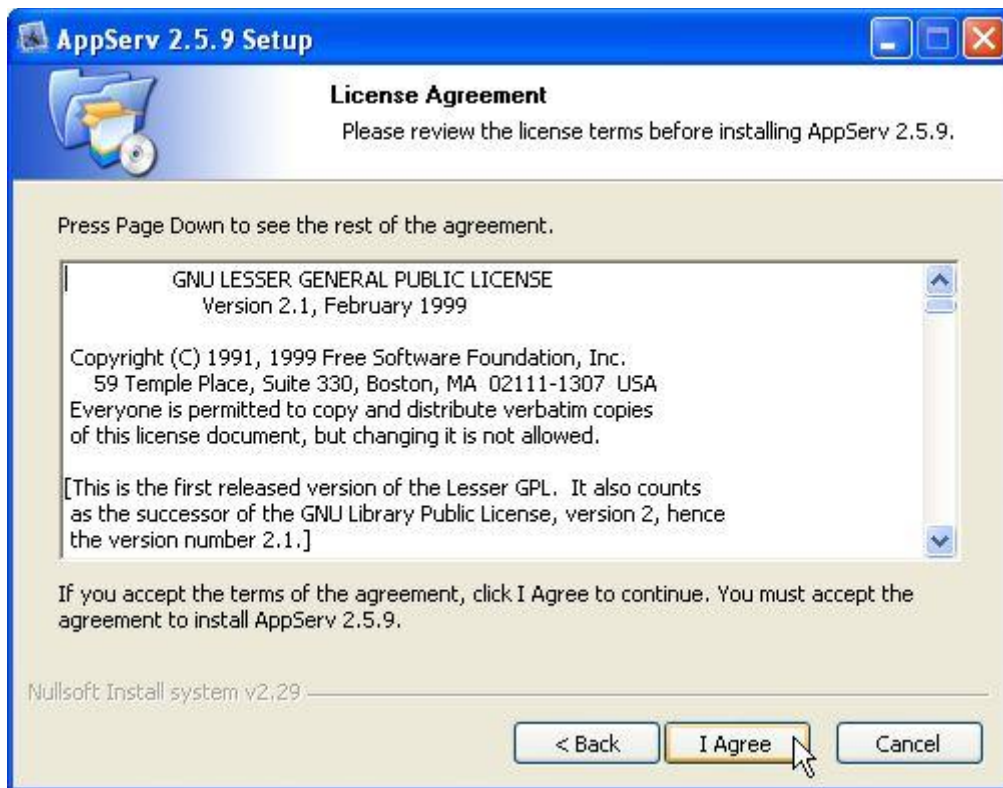 AppServ 2.5.9 Setup
License Agreement
Please review the license terms before installing AppServ 2.5.9.
Press Page Down to see the rest of the agreement.
GNU LESSER GENERAL PUBLIC LICENSE
Version 2.1, February 1999
Copyright (C) 1991, 1999 Free Software Foundation, Inc.
59 Temple Place, Suite 330, Boston, MA  02111-1307  USA
Everyone is permitted to copy and distribute verbatim copies
of this license document, but changing it is not allowed.
[This is the first released version of the Lesser GPL.  It also counts
as the successor of the GNU Library Public License, version 2, hence
the version number 2.1.]
If you accept the terms of the agreement, click I Agree to continue. You must accept the
agreement to install AppServ 2.5.9.
Nullsoft Install system v2.29
< Back
I Agree
Cancel